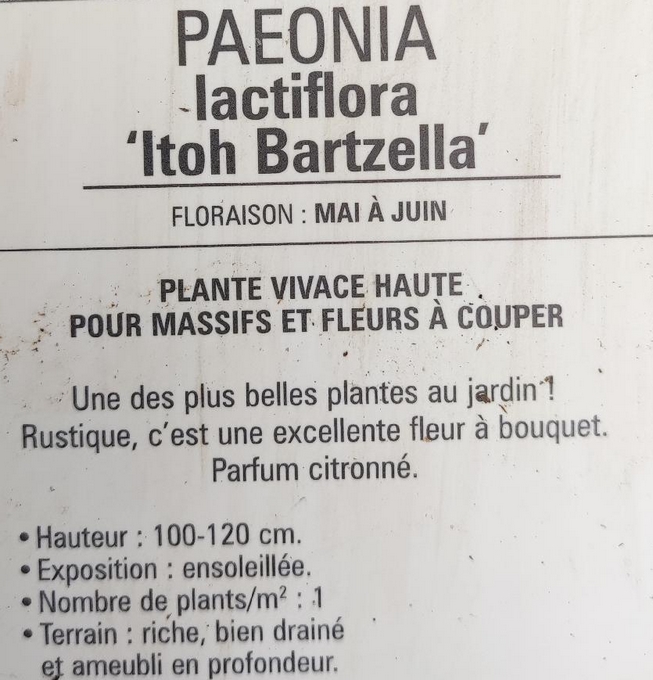 PAEONIA
lactiflora
‘Itoh Bartzella’
FLORAISON : MAI À JUIN
PLANTE VIVACE HAUTE
POUR MASSIFS ET FLEURS À COUPER
Une des plus belles plantes au jardin !
Rustique, c’est une excellente fleur à bouquet.
Parfum citronné.
• Hauteur : 100-120 cm.
• Exposition : ensoleillée.
• Nombre de plants/m² : 1
• Terrain : riche, bien drainé
et ameubli en profondeur.